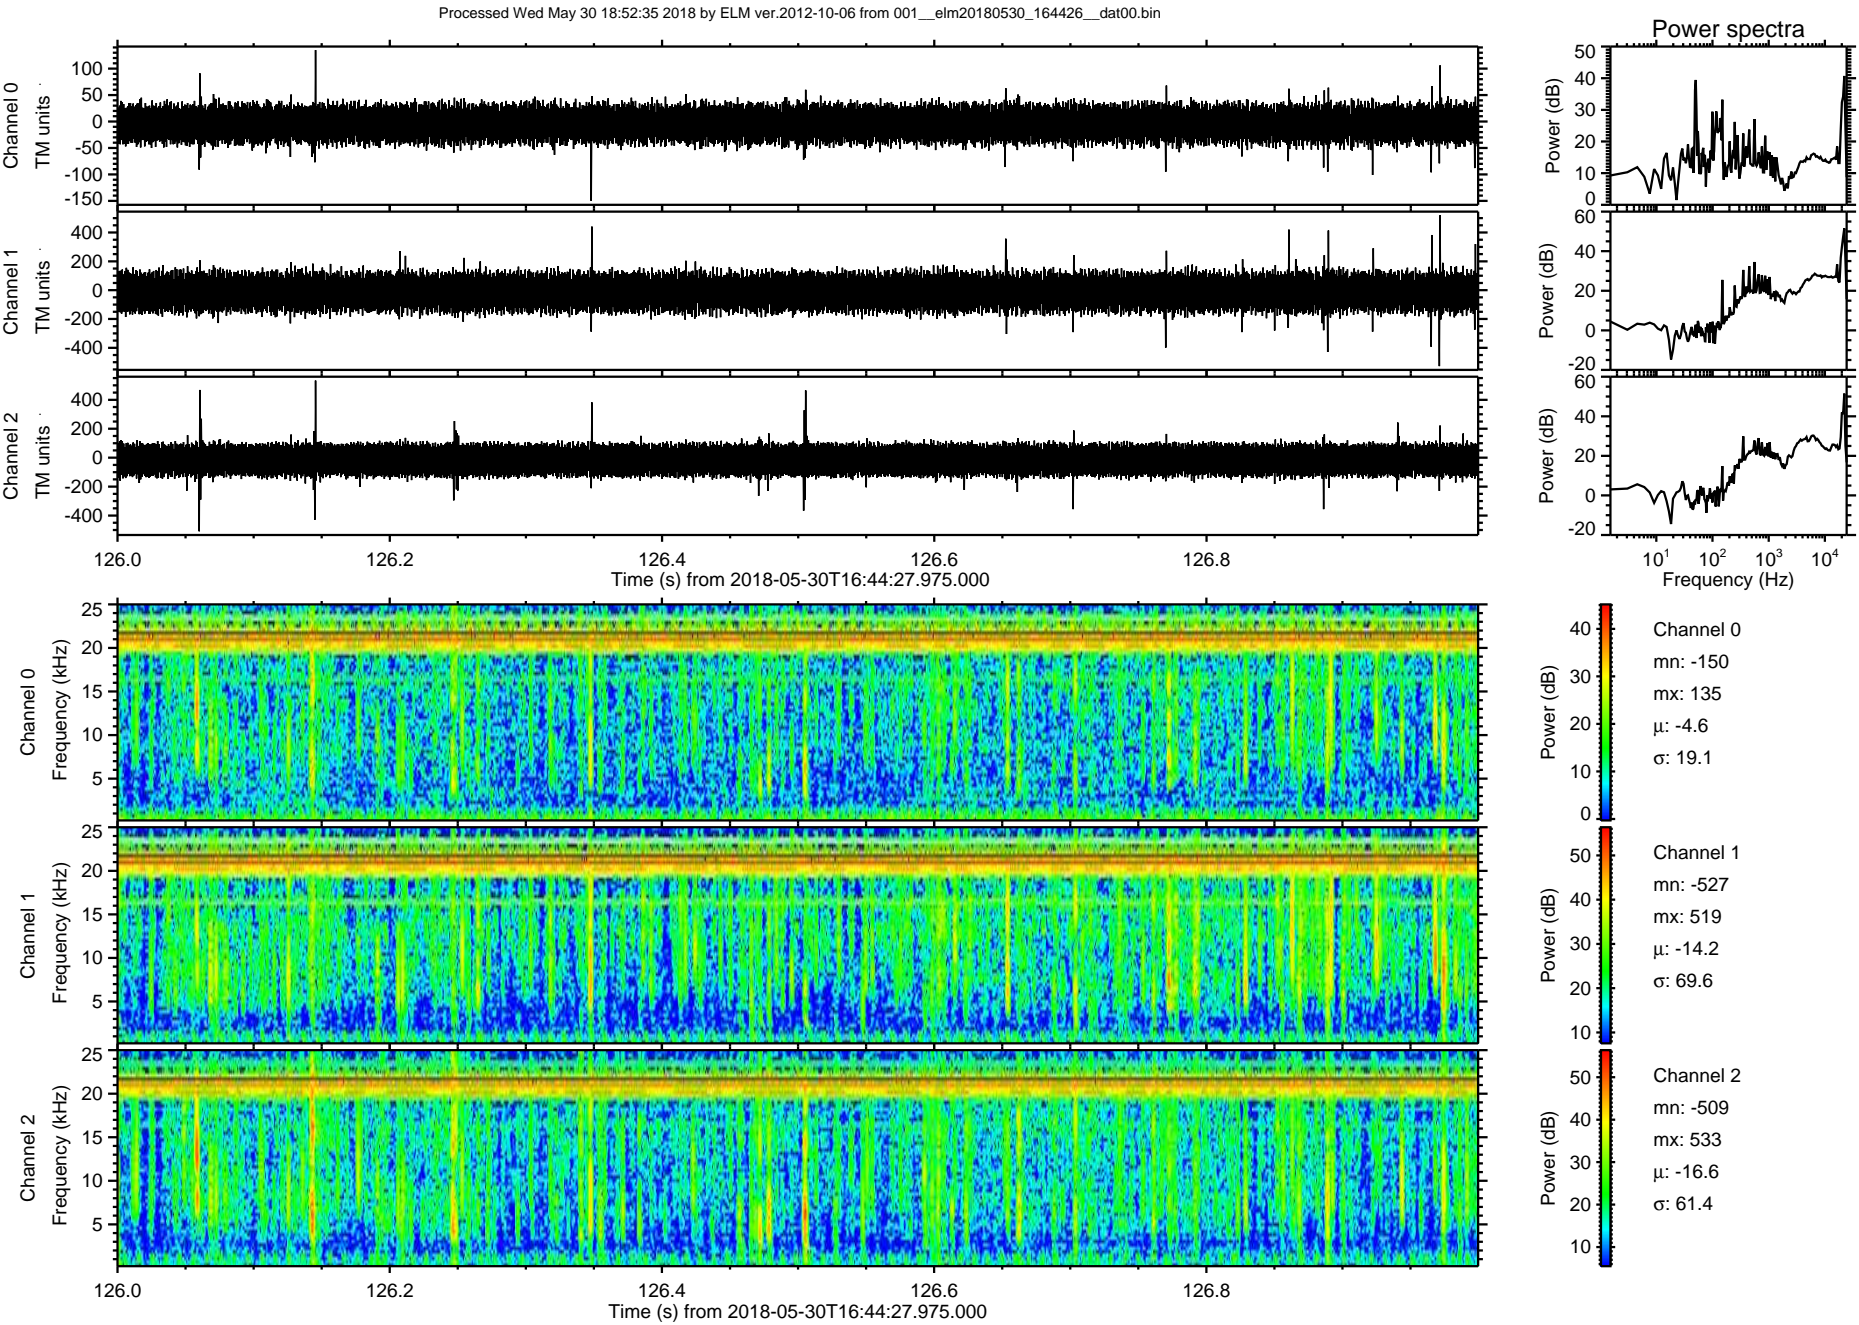 Processed Wed May 30 18:52:35 2018 by ELM ver.2012-10-06 from 001__elm20180530_164426__dat00.bin
Power spectra
Channel 0
TM units
100
50
0
-50
-100
-150
Power (dB)
50
40
30
20
10
0
Channel 1
TM units
400
200
0
-200
-400
Power (dB)
60
40
20
0
-20
Channel 2
TM units
400
200
0
-200
-400
Power (dB)
60
40
20
0
-20
126.0 126.2 126.4 126.6 126.8
Time (s) from 2018-05-30T16:44:27.975.000
10^1 10^2 10^3 10^4
Frequency (Hz)
Channel 0
Frequency (kHz)
25
20
15
10
5
Power (dB)
40
30
20
10
0
Channel 0
mn: -150
mx: 135
μ: -4.6
σ: 19.1
Channel 1
Frequency (kHz)
25
20
15
10
5
Power (dB)
50
40
30
20
10
Channel 1
mn: -527
mx: 519
μ: -14.2
σ: 69.6
Channel 2
Frequency (kHz)
25
20
15
10
5
Power (dB)
50
40
30
20
10
Channel 2
mn: -509
mx: 533
μ: -16.6
σ: 61.4
126.0 126.2 126.4 126.6 126.8
Time (s) from 2018-05-30T16:44:27.975.000